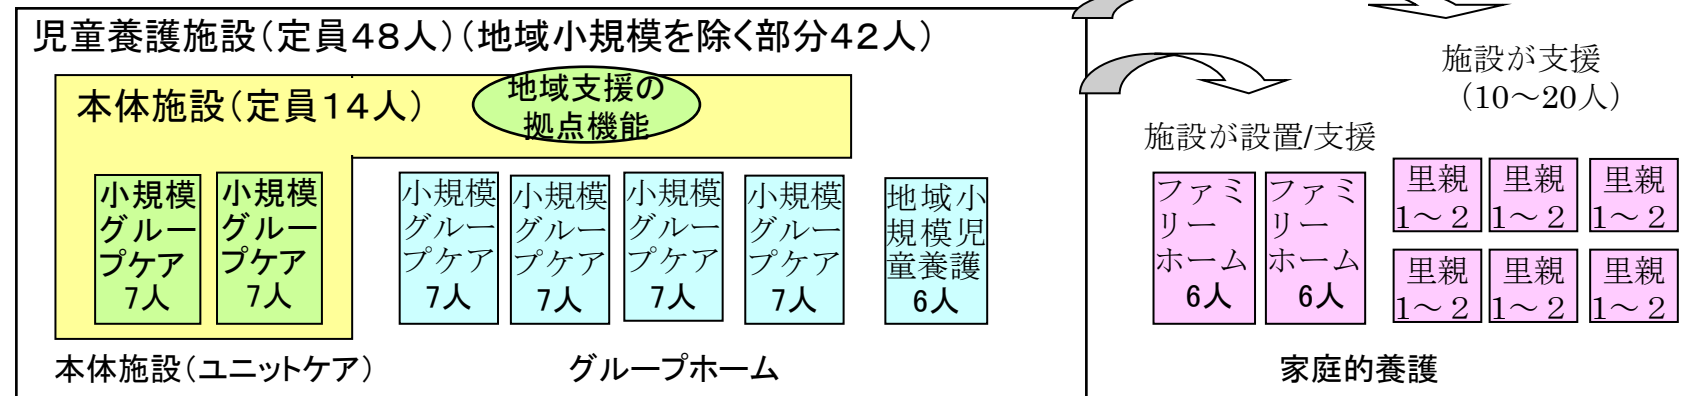 児童養護施設（定員４８人）（地域小規模を除く部分４２人）
本体施設（定員１４人）
地域支援の
拠点機能
小規模
グルー
プケア
7人
小規模
グルー
プケア
7人
小規模
グルー
プケア
7人
小規模
グルー
プケア
7人
小規模
グルー
プケア
7人
小規模
グルー
プケア
7人
地域小
規模児
童養護
6人
本体施設（ユニットケア）
グループホーム
施設が支援
（10～20人）
施設が設置/支援
ファミ
リー
ホーム
6人
ファミ
リー
ホーム
6人
里親
1～２
里親
1～２
里親
1～２
里親
1～２
里親
1～２
里親
1～２
家庭的養護